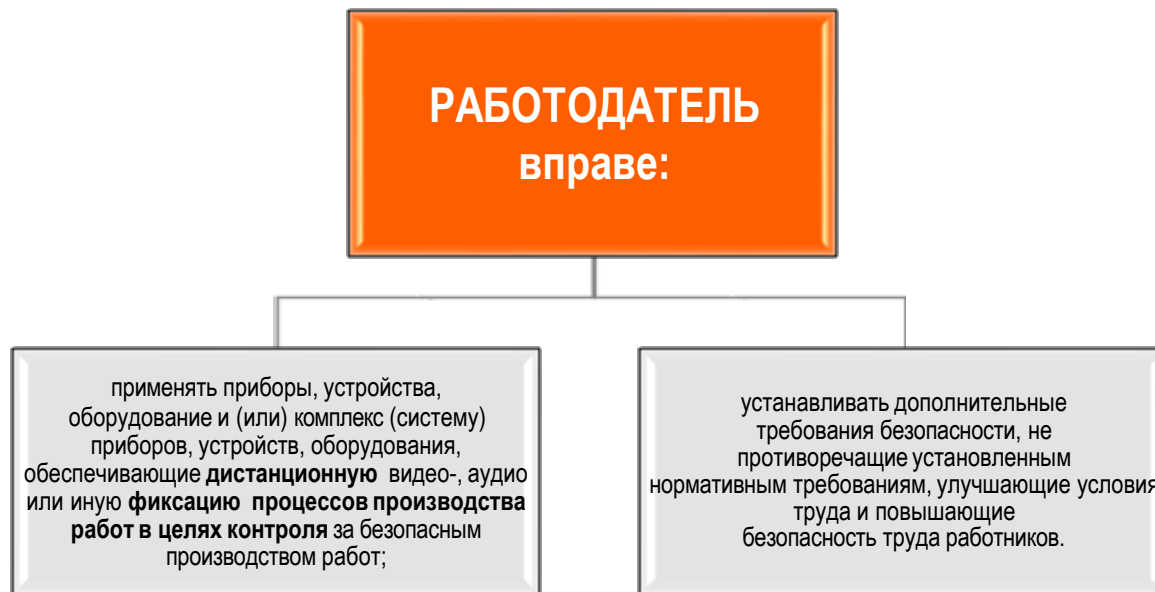 РАБОТОДАТЕЛЬ
вправе:
применять приборы, устройства,
оборудование и (или) комплекс (систему)
приборов, устройств, оборудования,
обеспечивающие дистанционную видео-, аудио
или иную фиксацию процессов производства
работ в целях контроля за безопасным
производством работ;
устанавливать дополнительные
требования безопасности, не
противоречащие установленным
нормативным требованиям, улучшающие условия
труда и повышающие
безопасность труда работников.